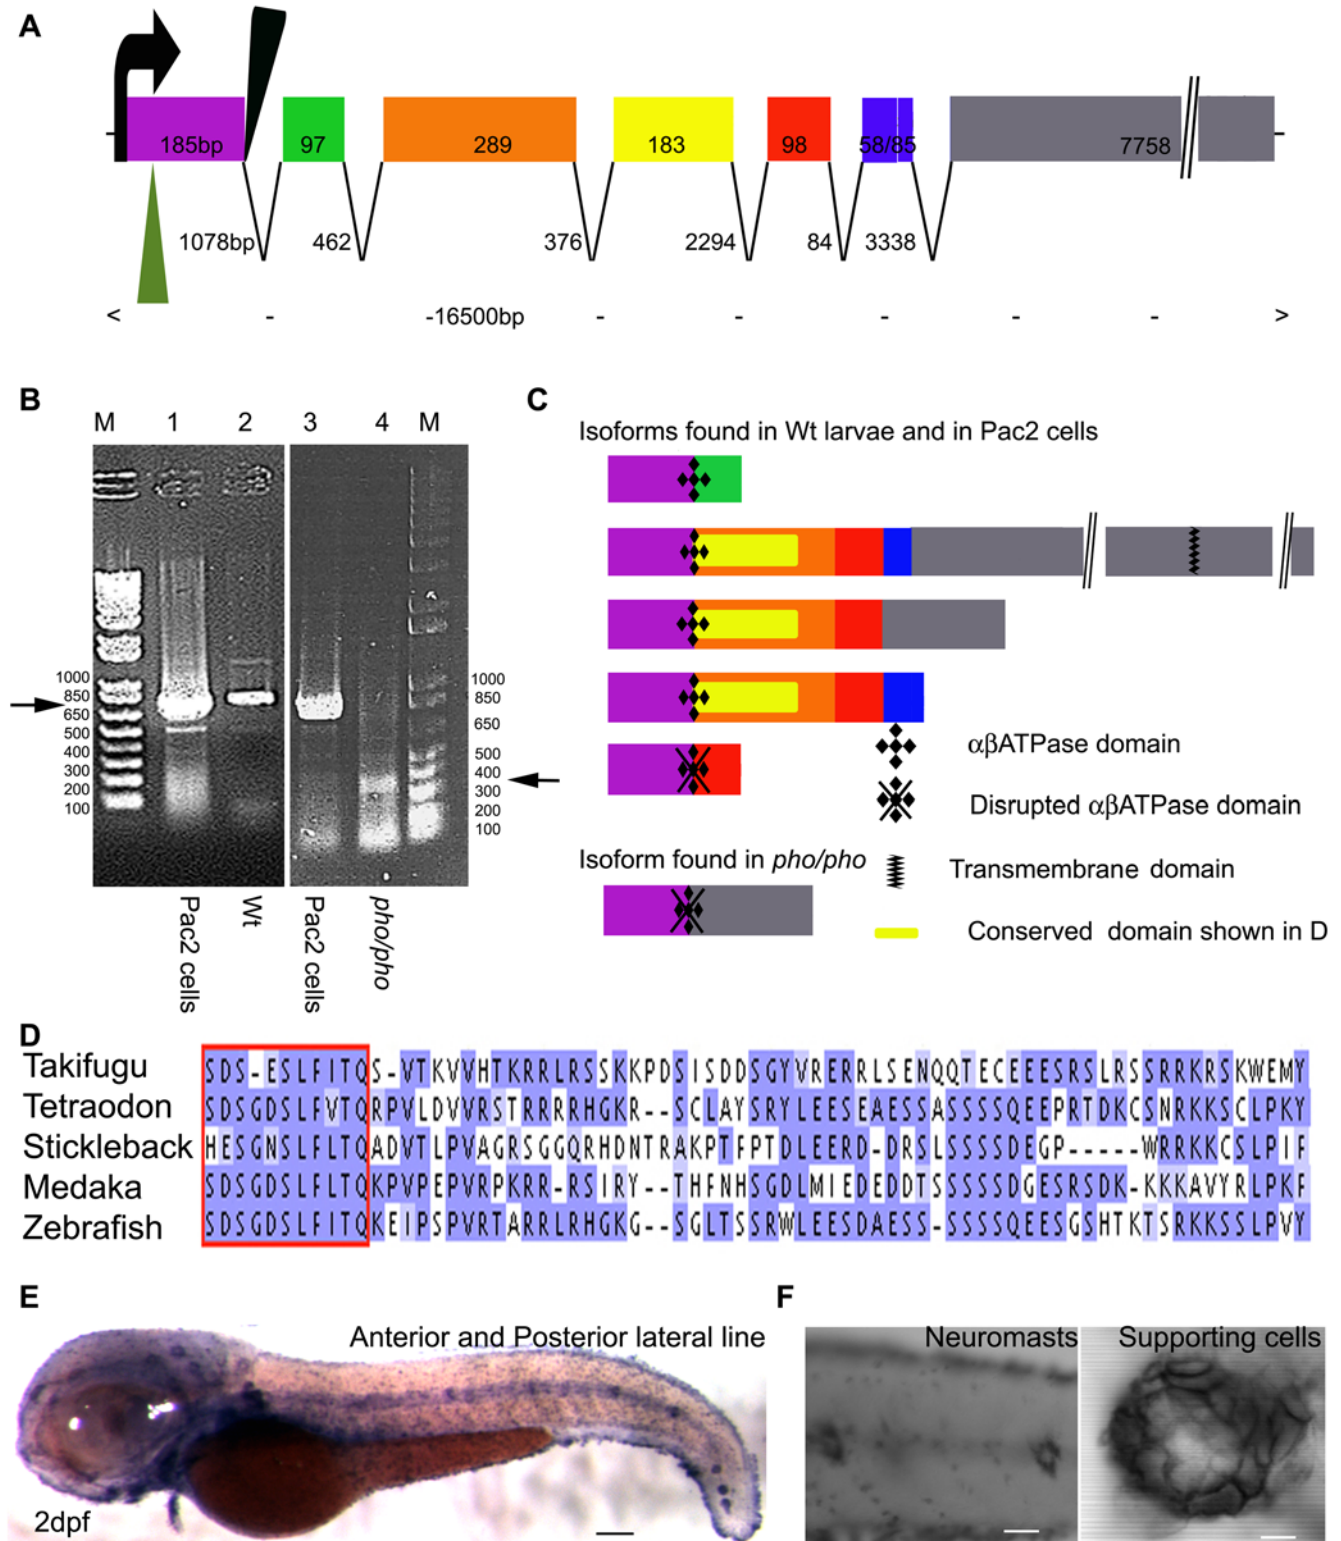 A
185bp 97 289 183 98 58/85 7758
1078bp 462 376 2294 84 3338
< - -16500bp - - - - - >
B
M 1 2 3 4 M
1000
850
650
500
400
300
200
100
1000
850
650
500
400
300
200
100
Pac2 cells
Wt
Pac2 cells
pho/pho
C
Isoforms found in Wt larvae and in Pac2 cells
αβATPase domain
Disrupted αβATPase domain
Isoform found in pho/pho
Transmembrane domain
Conserved domain shown in D
D
Takifugu SDS-ESLFITQS-VTKVVHTKRRLRSSKKPDSISDDSGYVRERRLSENQQTECEEESRSLRSSRRKRSKWEMY
Tetraodon SDSGDSLFVTQRPVLDVVRSTRRRRHGKR--SCLAYSRYLEESEAESSASSSSQEEPRTDKCSNRKKSCLPKY
Stickleback HESGNSLFLTQADVTLPVAGRSGGQRHDNTRAKPTFPTDLEERD-DRSLSSSSDEGP-----WRRKKCSLPIF
Medaka SDSGDSLFLTQKPVPEPVRPKRR-RSIRY--THFNHSGDLMIEDEDDTSSSSSDGESRSDK-KKKAVYRLPKF
Zebrafish SDSGDSLFITQKEIPSPVRTARRLRHGKG--SGLTSSRWLEESDAESS-SSSSQEESGSHTKTSRKKSSLPVY
E
Anterior and Posterior lateral line
2dpf
F
Neuromasts
Supporting cells